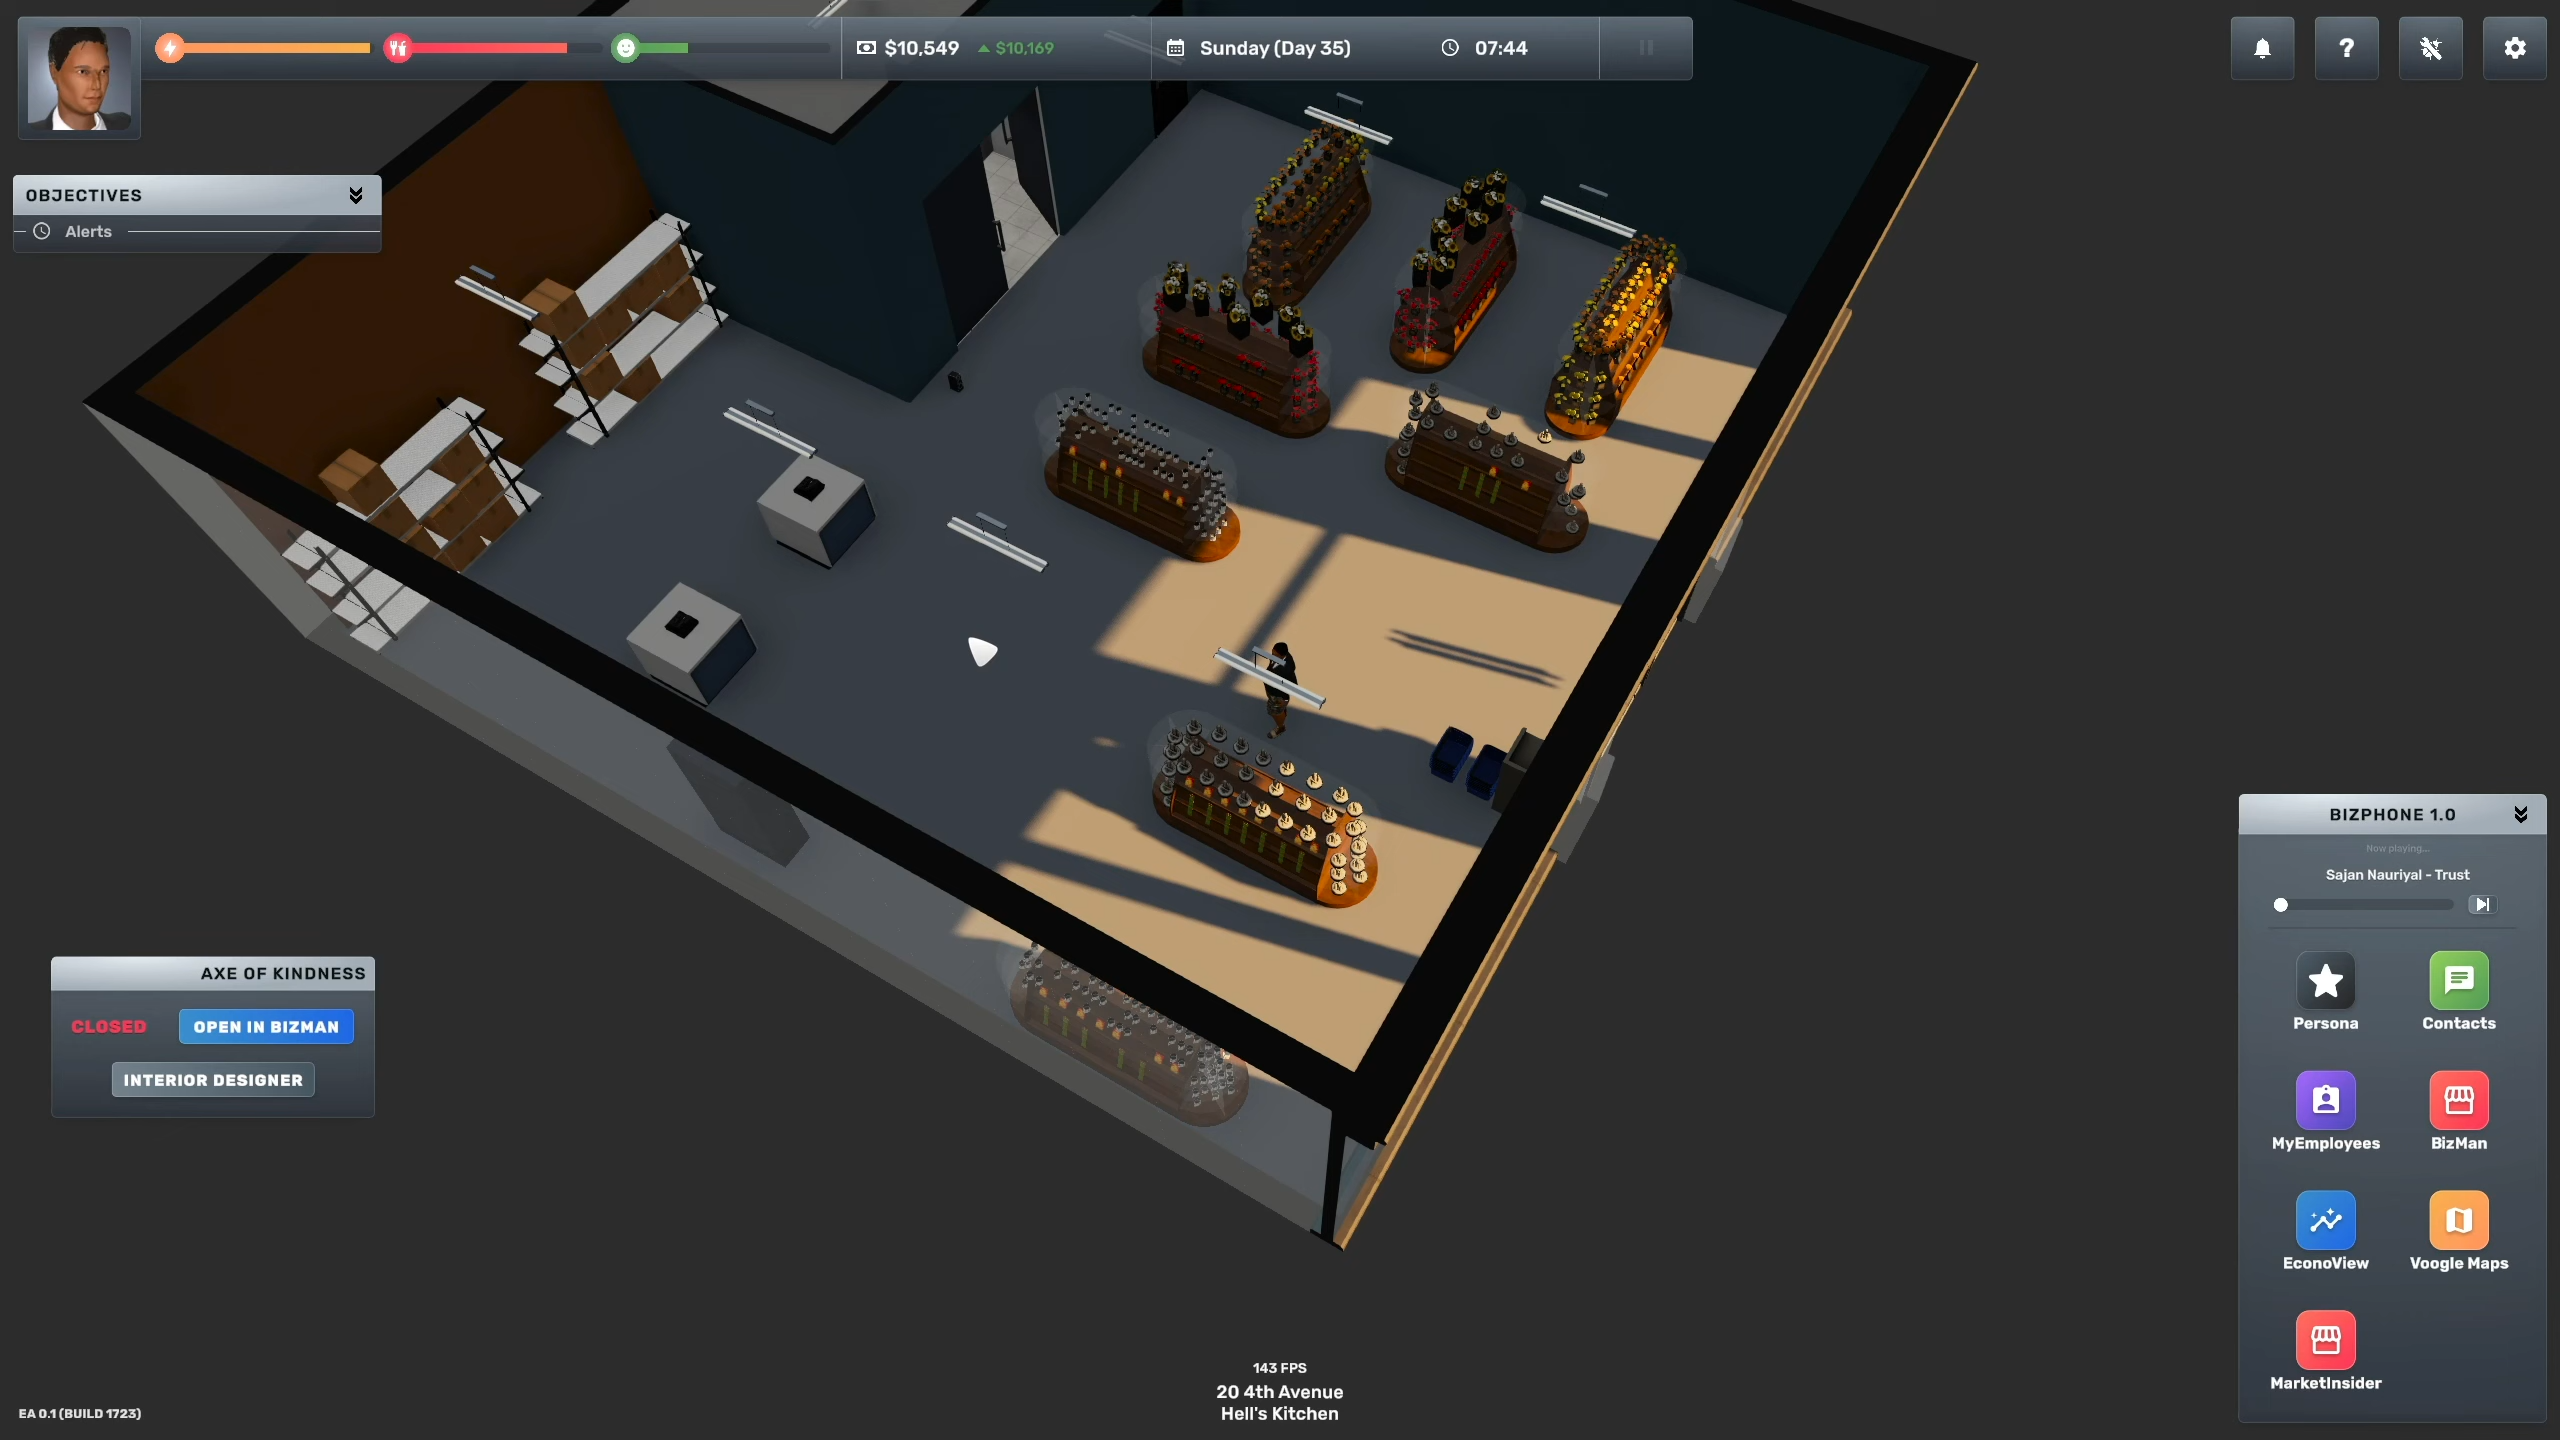 $10,549
$10,169
Sunday (Day 35)
07:44
?
OBJECTIVES
Alerts
BIZPHONE 1.0
Now playing...
Sajan Nauriyal - Trust
Persona
Contacts
MyEmployees
BizMan
EconoView
Voogle Maps
MarketInsider
AXE OF KINDNESS
CLOSED
OPEN IN BIZMAN
INTERIOR DESIGNER
143 FPS
20 4th Avenue
Hell's Kitchen
EA 0.1 (BUILD 1723)